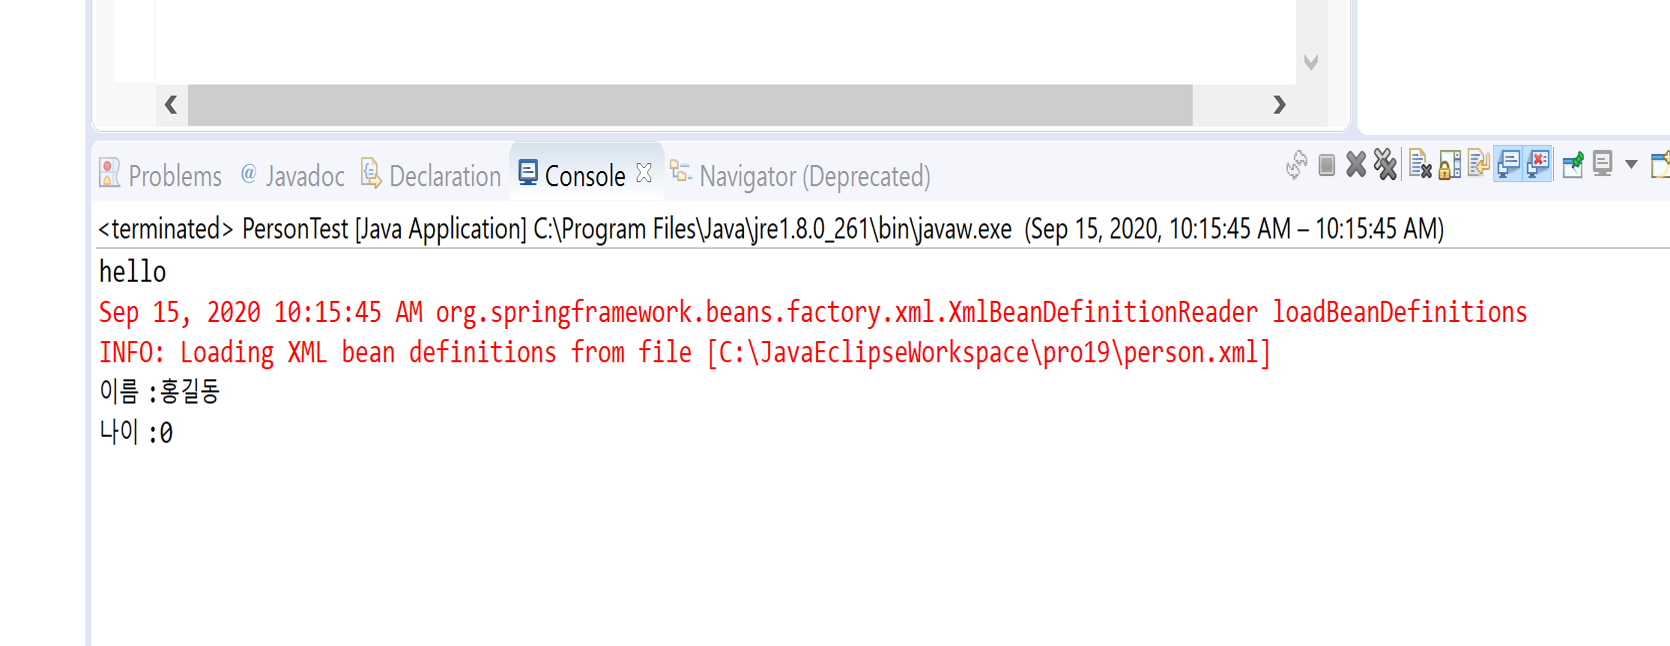 Problems @ Javadoc Declaration Console Navigator (Deprecated)
<terminated> PersonTest [Java Application] C:\Program Files\Java\jre1.8.0_261\bin\javaw.exe (Sep 15, 2020, 10:15:45 AM – 10:15:45 AM)
hello
Sep 15, 2020 10:15:45 AM org.springframework.beans.factory.xml.XmlBeanDefinitionReader loadBeanDefinitions
INFO: Loading XML bean definitions from file [C:\JavaEclipseWorkspace\pro19\person.xml]
이름 :홍길동
나이 :0